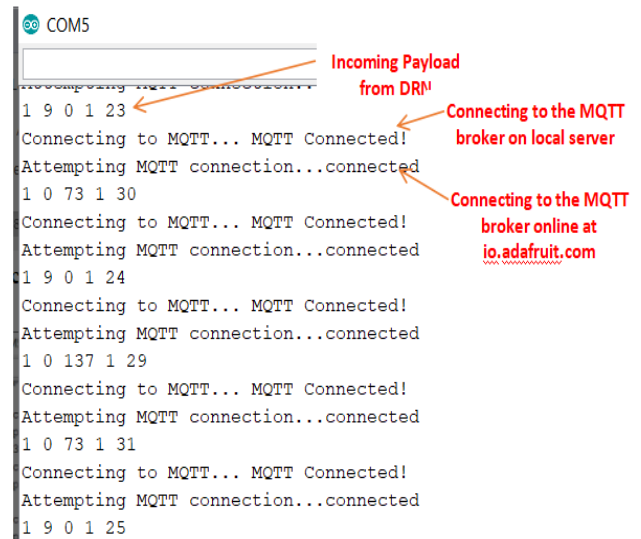 COM5
Incoming Payload
from DRN
Attempting MQTT connection..
1 9 0 1 23
Connecting to the MQTT
broker on local server
Connecting to MQTT... MQTT Connected!
Attempting MQTT connection...connected
1 0 73 1 30
Connecting to the MQTT
broker online at
io.adafruit.com
Connecting to MQTT... MQTT Connected!
Attempting MQTT connection...connected
1 9 0 1 24
Connecting to MQTT... MQTT Connected!
Attempting MQTT connection...connected
1 0 137 1 29
Connecting to MQTT... MQTT Connected!
Attempting MQTT connection...connected
1 0 73 1 31
Connecting to MQTT... MQTT Connected!
Attempting MQTT connection...connected
1 9 0 1 25